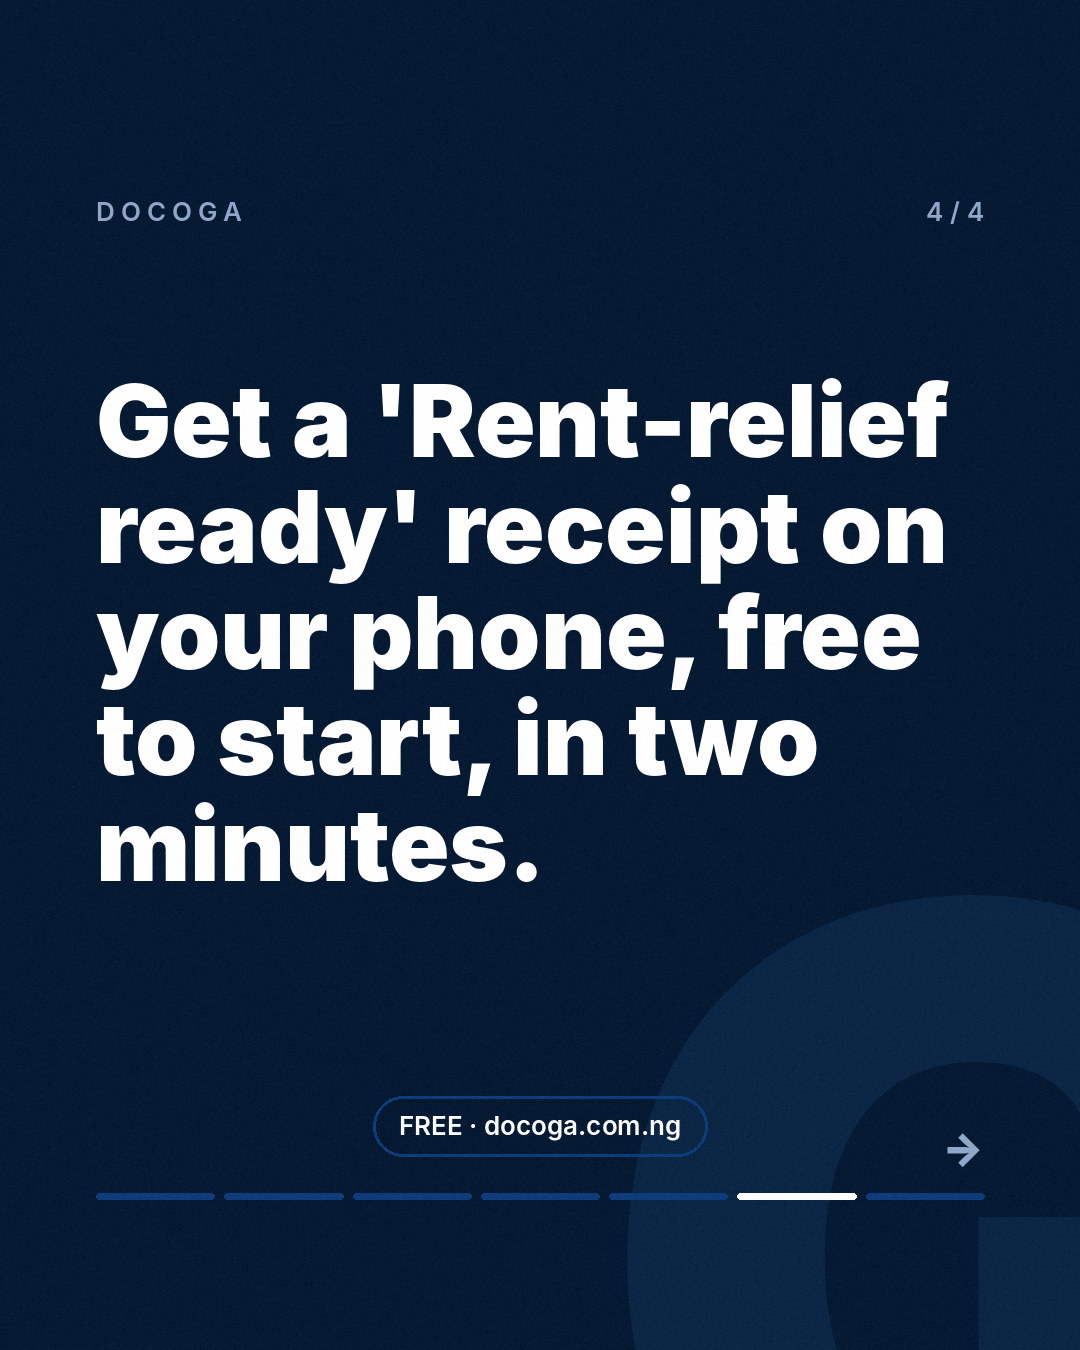 DOCOGA
4/4
Get a 'Rent-relief
ready' receipt on
your phone, free
to start, in two
minutes.
FREE · docoga.com.ng
→